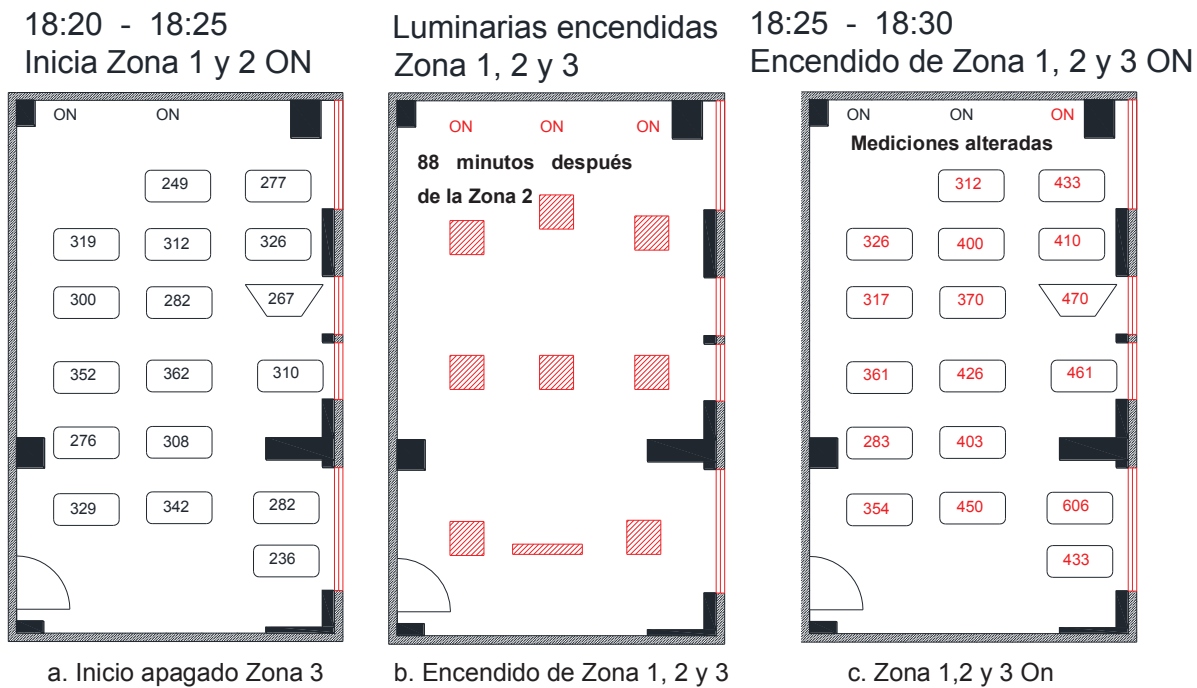 18:20 - 18:25
Inicia Zona 1 y 2 ON
ON ON
249 277
319 312 326
300 282 267
352 362 310
276 308
329 342 282
236
a. Inicio apagado Zona 3
Luminarias encendidas
Zona 1, 2 y 3
ON ON ON
88 minutos después
de la Zona 2
b. Encendido de Zona 1, 2 y 3
18:25 - 18:30
Encendido de Zona 1, 2 y 3 ON
ON ON ON
Mediciones alteradas
312 433
326 400 410
317 370 470
361 426 461
283 403
354 450 606
433
c. Zona 1,2 y 3 On